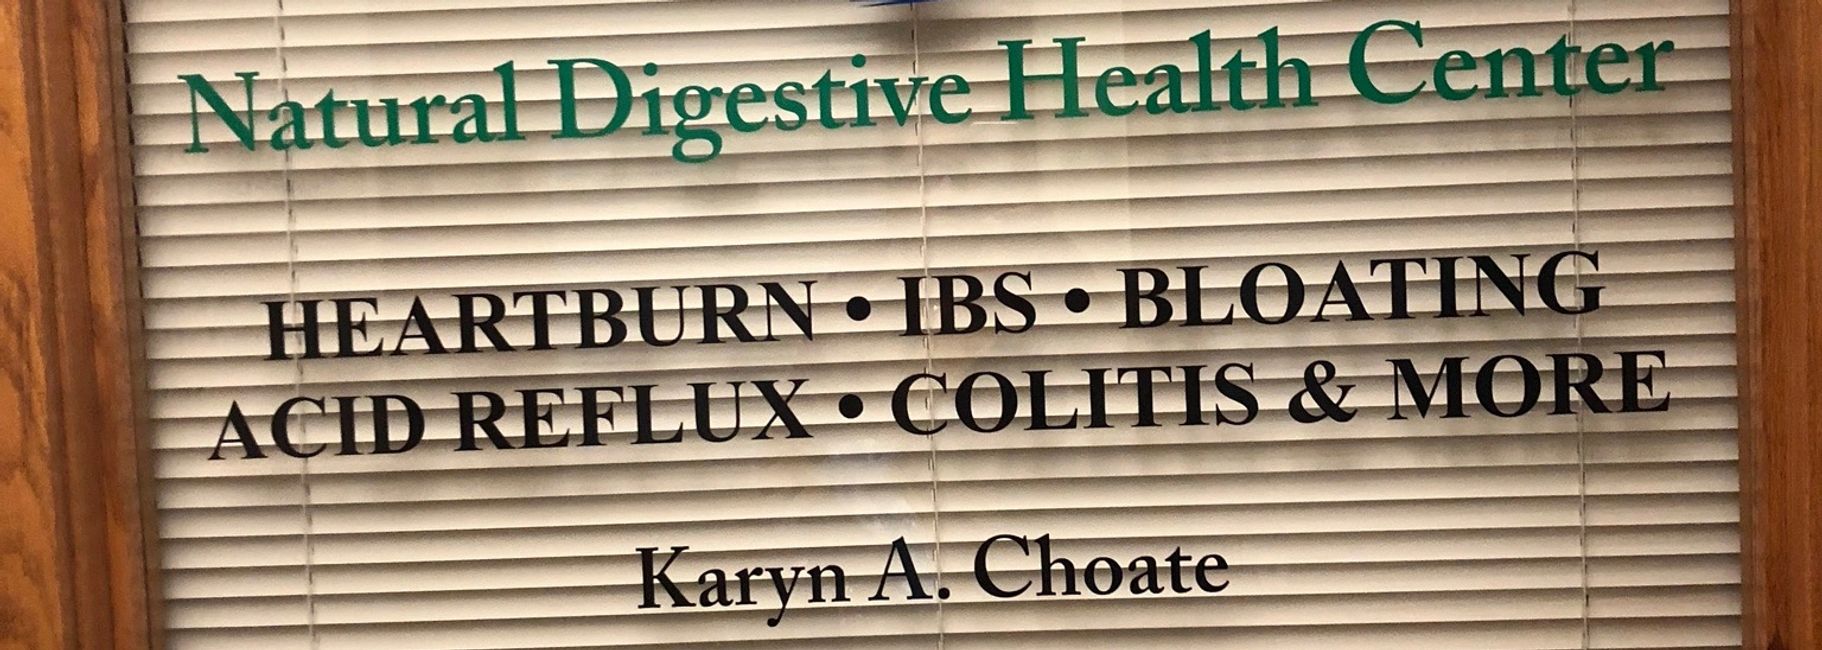 Natural Digestive Health Center
HEARTBURN • IBS • BLOATING
ACID REFLUX • COLITIS & MORE
Karyn A. Choate